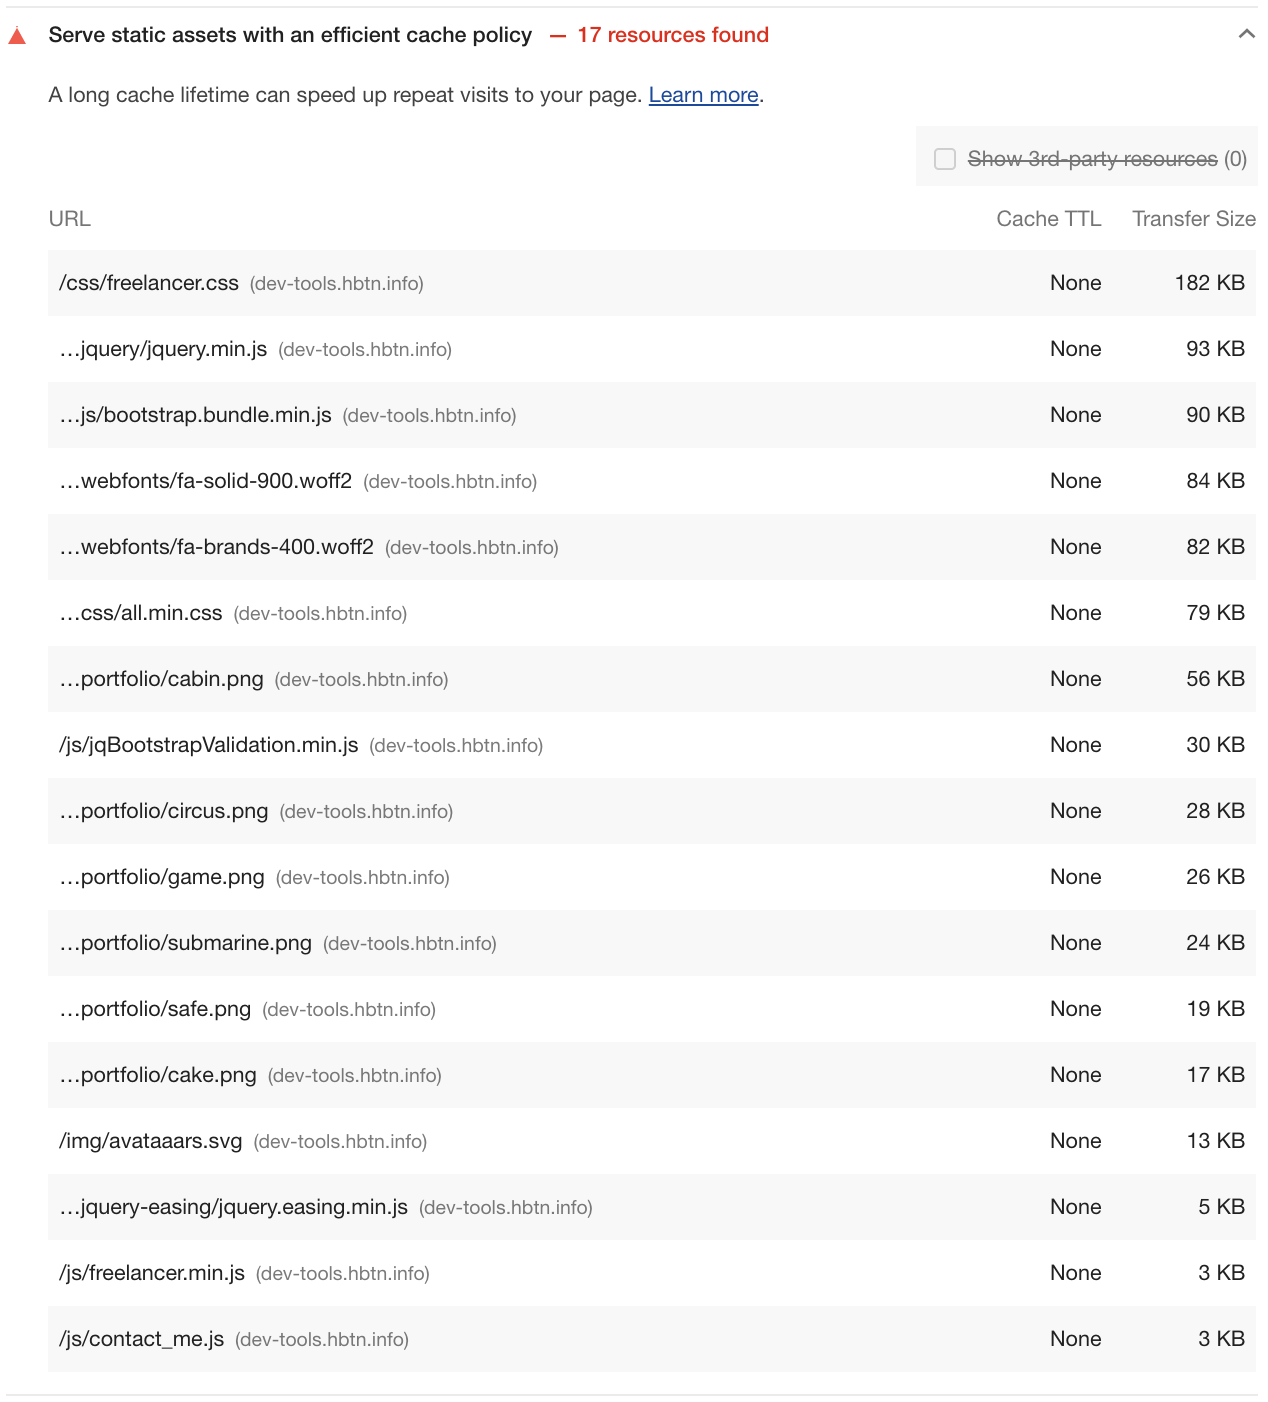 Serve static assets with an efficient cache policy — 17 resources found
A long cache lifetime can speed up repeat visits to your page. Learn more.
Show 3rd-party resources (0)
URL Cache TTL Transfer Size
/css/freelancer.css (dev-tools.hbtn.info) None 182 KB
…jquery/jquery.min.js (dev-tools.hbtn.info) None 93 KB
…js/bootstrap.bundle.min.js (dev-tools.hbtn.info) None 90 KB
…webfonts/fa-solid-900.woff2 (dev-tools.hbtn.info) None 84 KB
…webfonts/fa-brands-400.woff2 (dev-tools.hbtn.info) None 82 KB
…css/all.min.css (dev-tools.hbtn.info) None 79 KB
…portfolio/cabin.png (dev-tools.hbtn.info) None 56 KB
/js/jqBootstrapValidation.min.js (dev-tools.hbtn.info) None 30 KB
…portfolio/circus.png (dev-tools.hbtn.info) None 28 KB
…portfolio/game.png (dev-tools.hbtn.info) None 26 KB
…portfolio/submarine.png (dev-tools.hbtn.info) None 24 KB
…portfolio/safe.png (dev-tools.hbtn.info) None 19 KB
…portfolio/cake.png (dev-tools.hbtn.info) None 17 KB
/img/avataaars.svg (dev-tools.hbtn.info) None 13 KB
…jquery-easing/jquery.easing.min.js (dev-tools.hbtn.info) None 5 KB
/js/freelancer.min.js (dev-tools.hbtn.info) None 3 KB
/js/contact_me.js (dev-tools.hbtn.info) None 3 KB